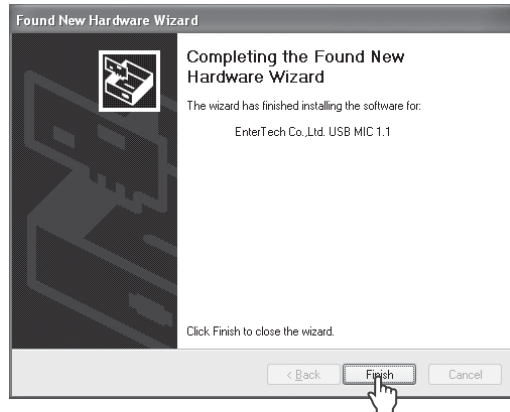 Found New Hardware Wizard
Completing the Found New
Hardware Wizard
The wizard has finished installing the software for:
EnterTech Co.,Ltd. USB MIC 1.1
Click Finish to close the wizard.
< Back Finish Cancel